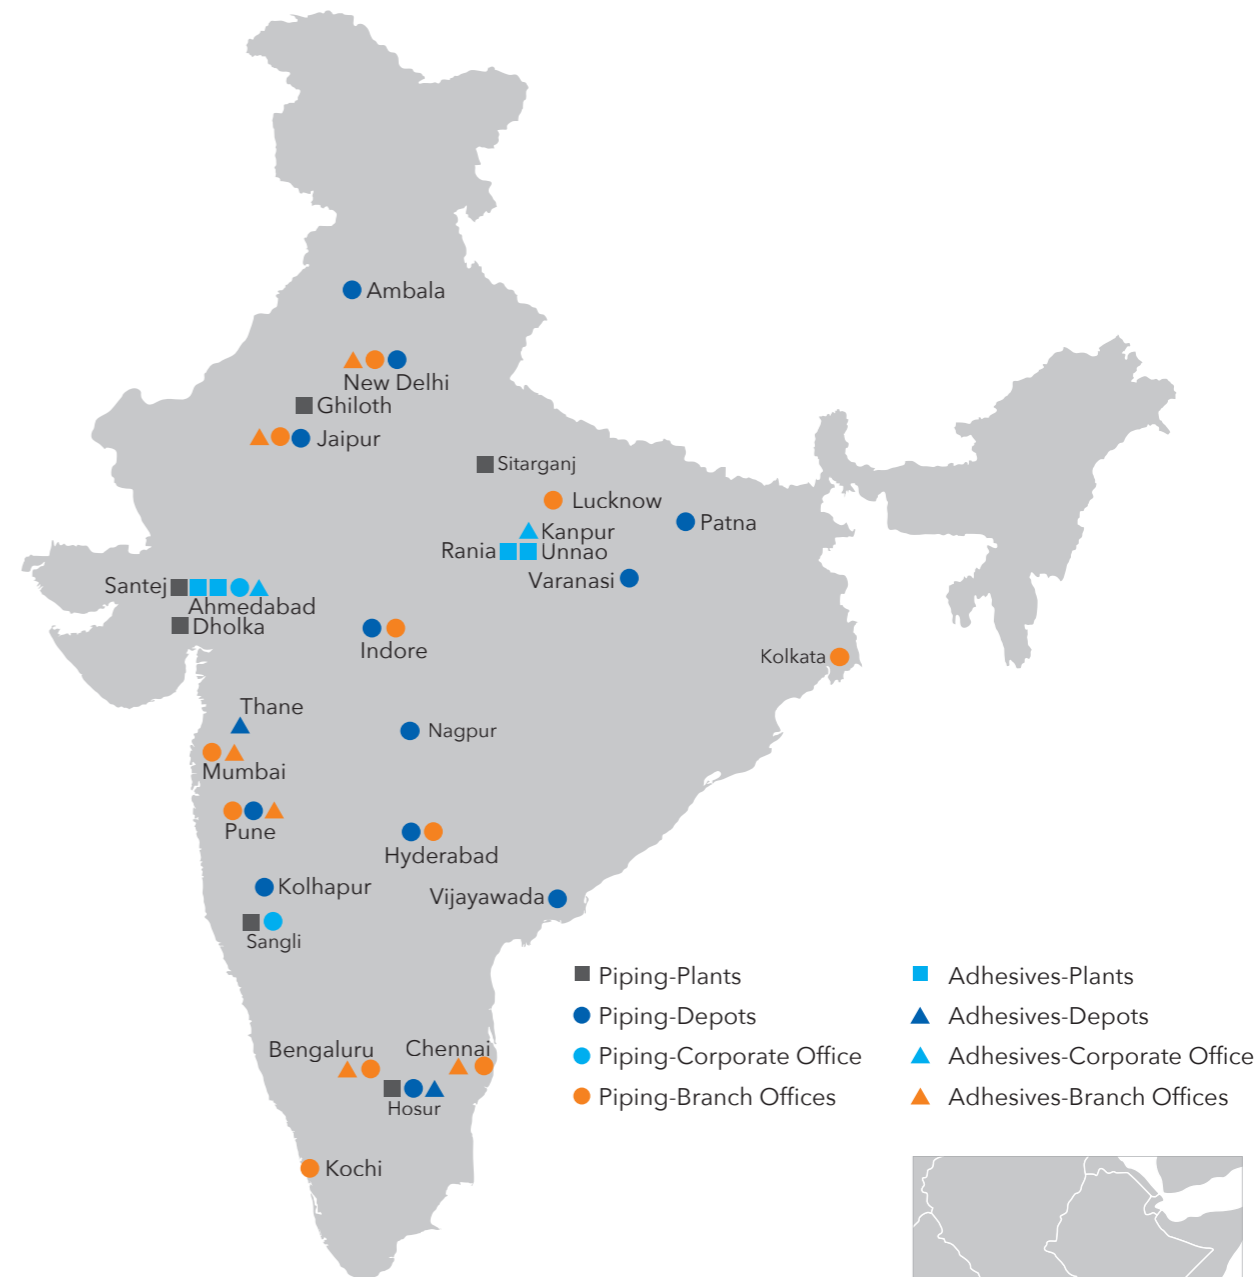 Ambala
New Delhi
Ghiloth
Jaipur
Sitarganj
Lucknow
Patna
Kanpur
Rania
Unnao
Varanasi
Santej
Ahmedabad
Dholka
Indore
Kolkata
Thane
Nagpur
Mumbai
Pune
Hyderabad
Kolhapur
Vijayawada
Sangli
Piping-Plants
Adhesives-Plants
Piping-Depots
Adhesives-Depots
Piping-Corporate Office
Adhesives-Corporate Office
Piping-Branch Offices
Adhesives-Branch Offices
Bengaluru
Chennai
Hosur
Kochi